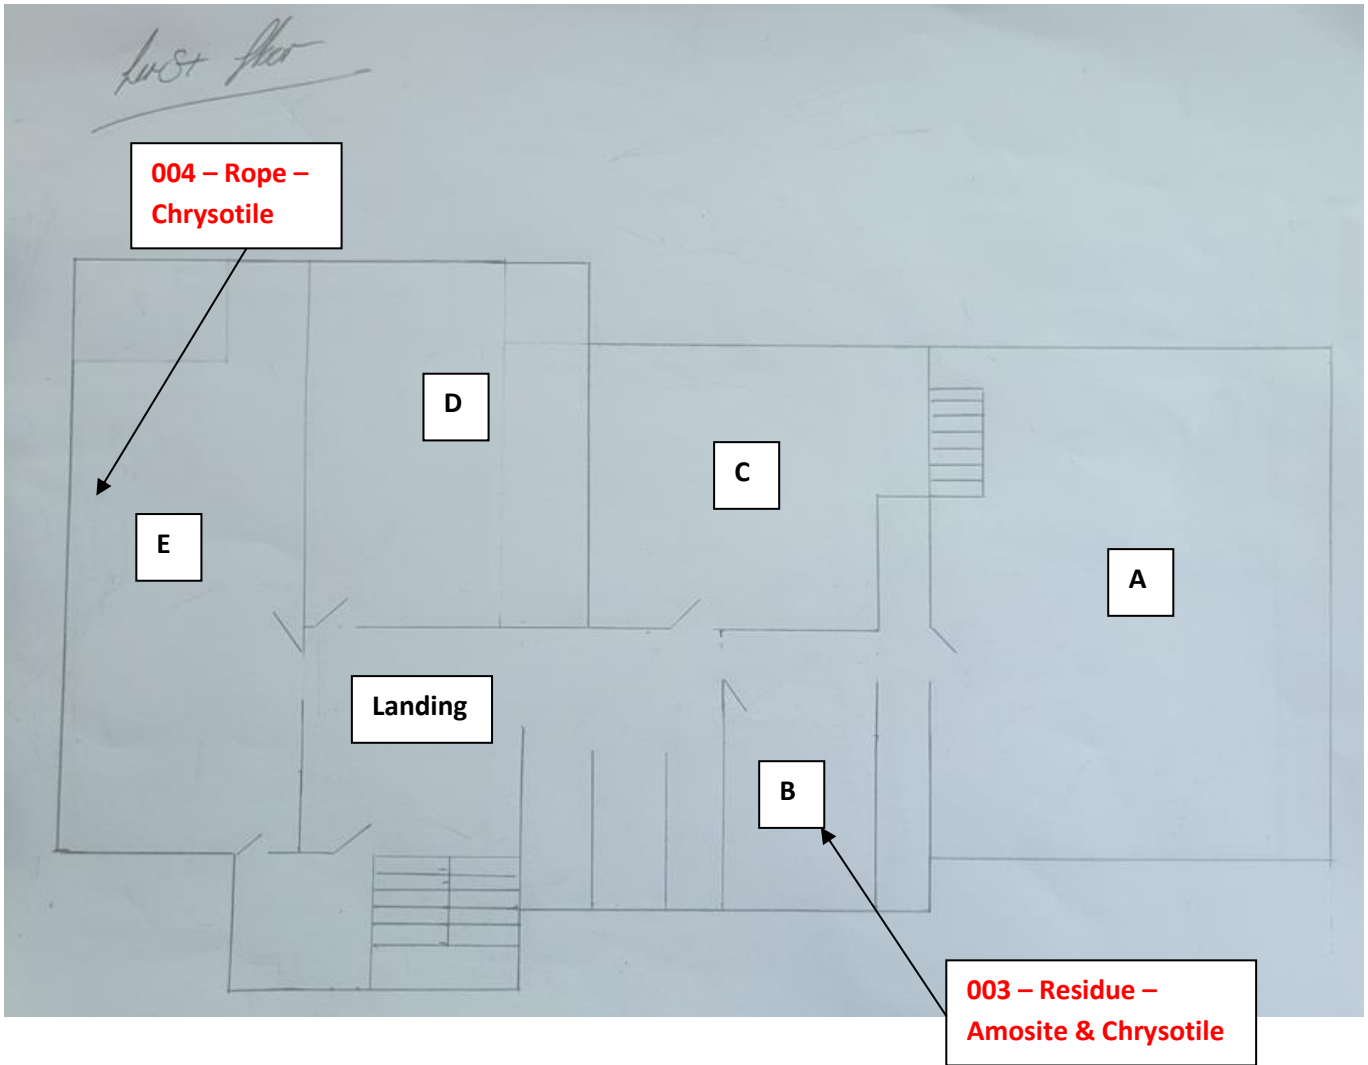 first floor
004 – Rope –
Chrysotile
D
C
E
A
Landing
B
003 – Residue –
Amosite & Chrysotile